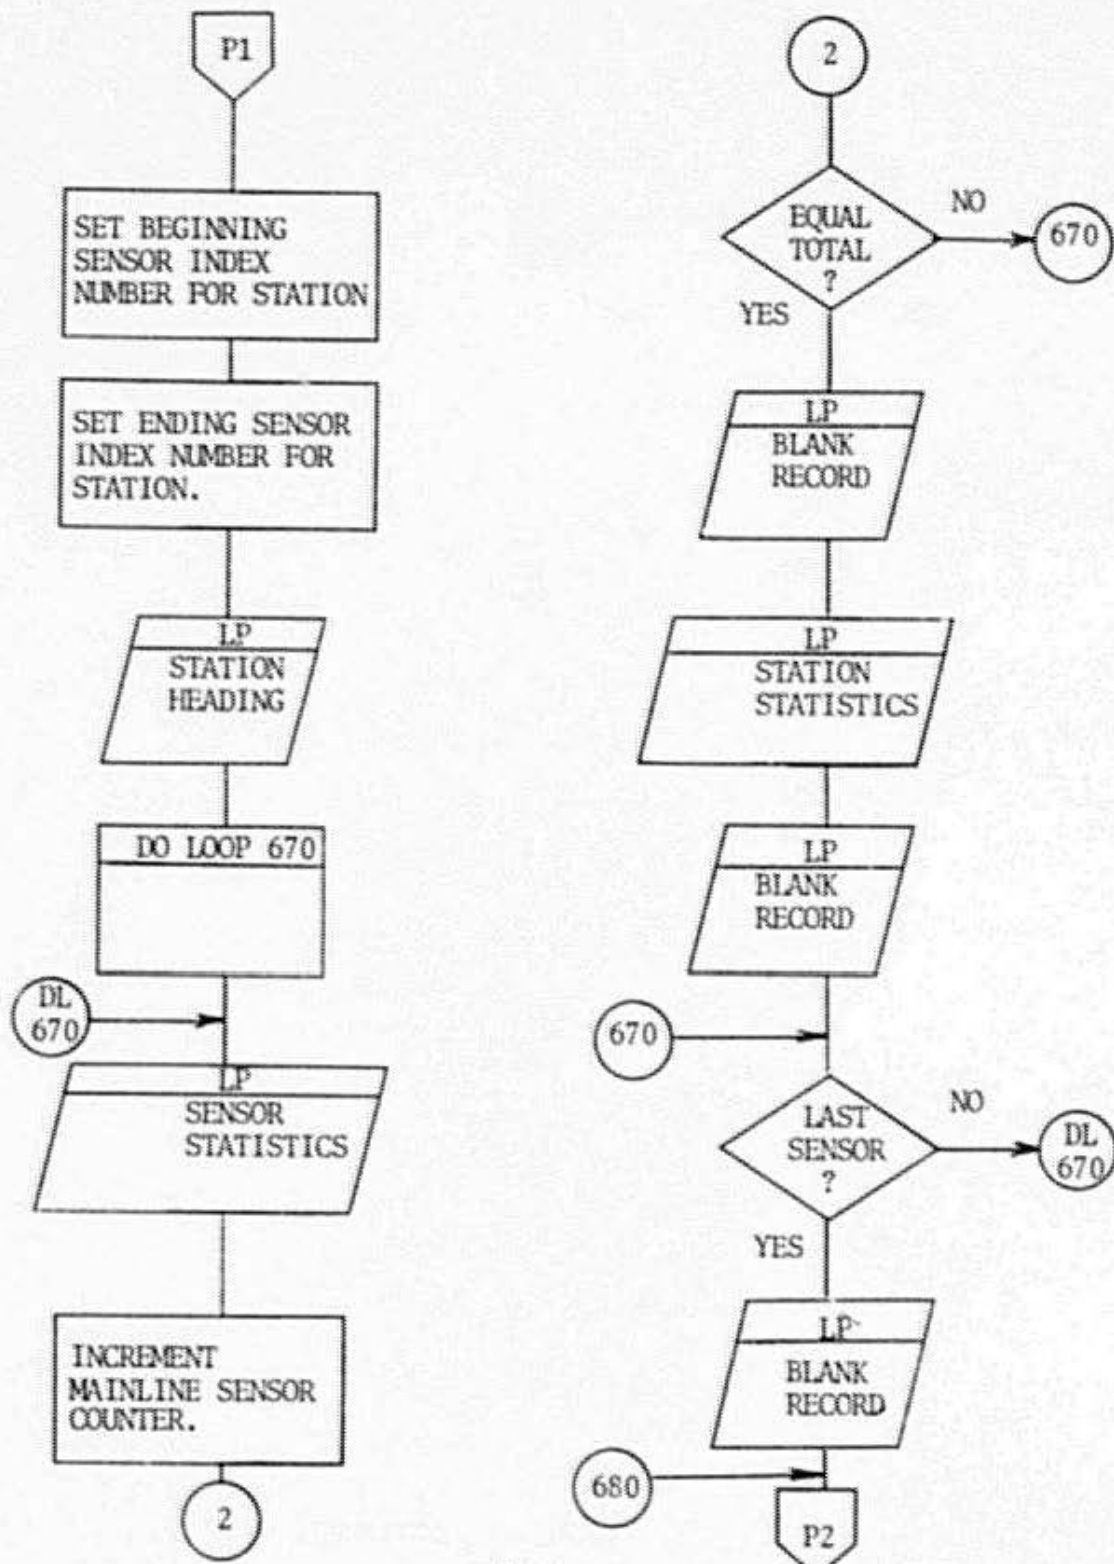 P1
SET BEGINNING
SENSOR INDEX
NUMBER FOR STATION
SET ENDING SENSOR
INDEX NUMBER FOR
STATION.
LP
STATION
HEADING
DO LOOP 670
DL
670
LP
SENSOR
STATISTICS
INCREMENT
MAINLINE SENSOR
COUNTER.
2
2
EQUAL
TOTAL
?
NO
670
YES
LP
BLANK
RECORD
LP
STATION
STATISTICS
LP
BLANK
RECORD
670
LAST
SENSOR
?
NO
DL
670
YES
LP
BLANK
RECORD
680
P2